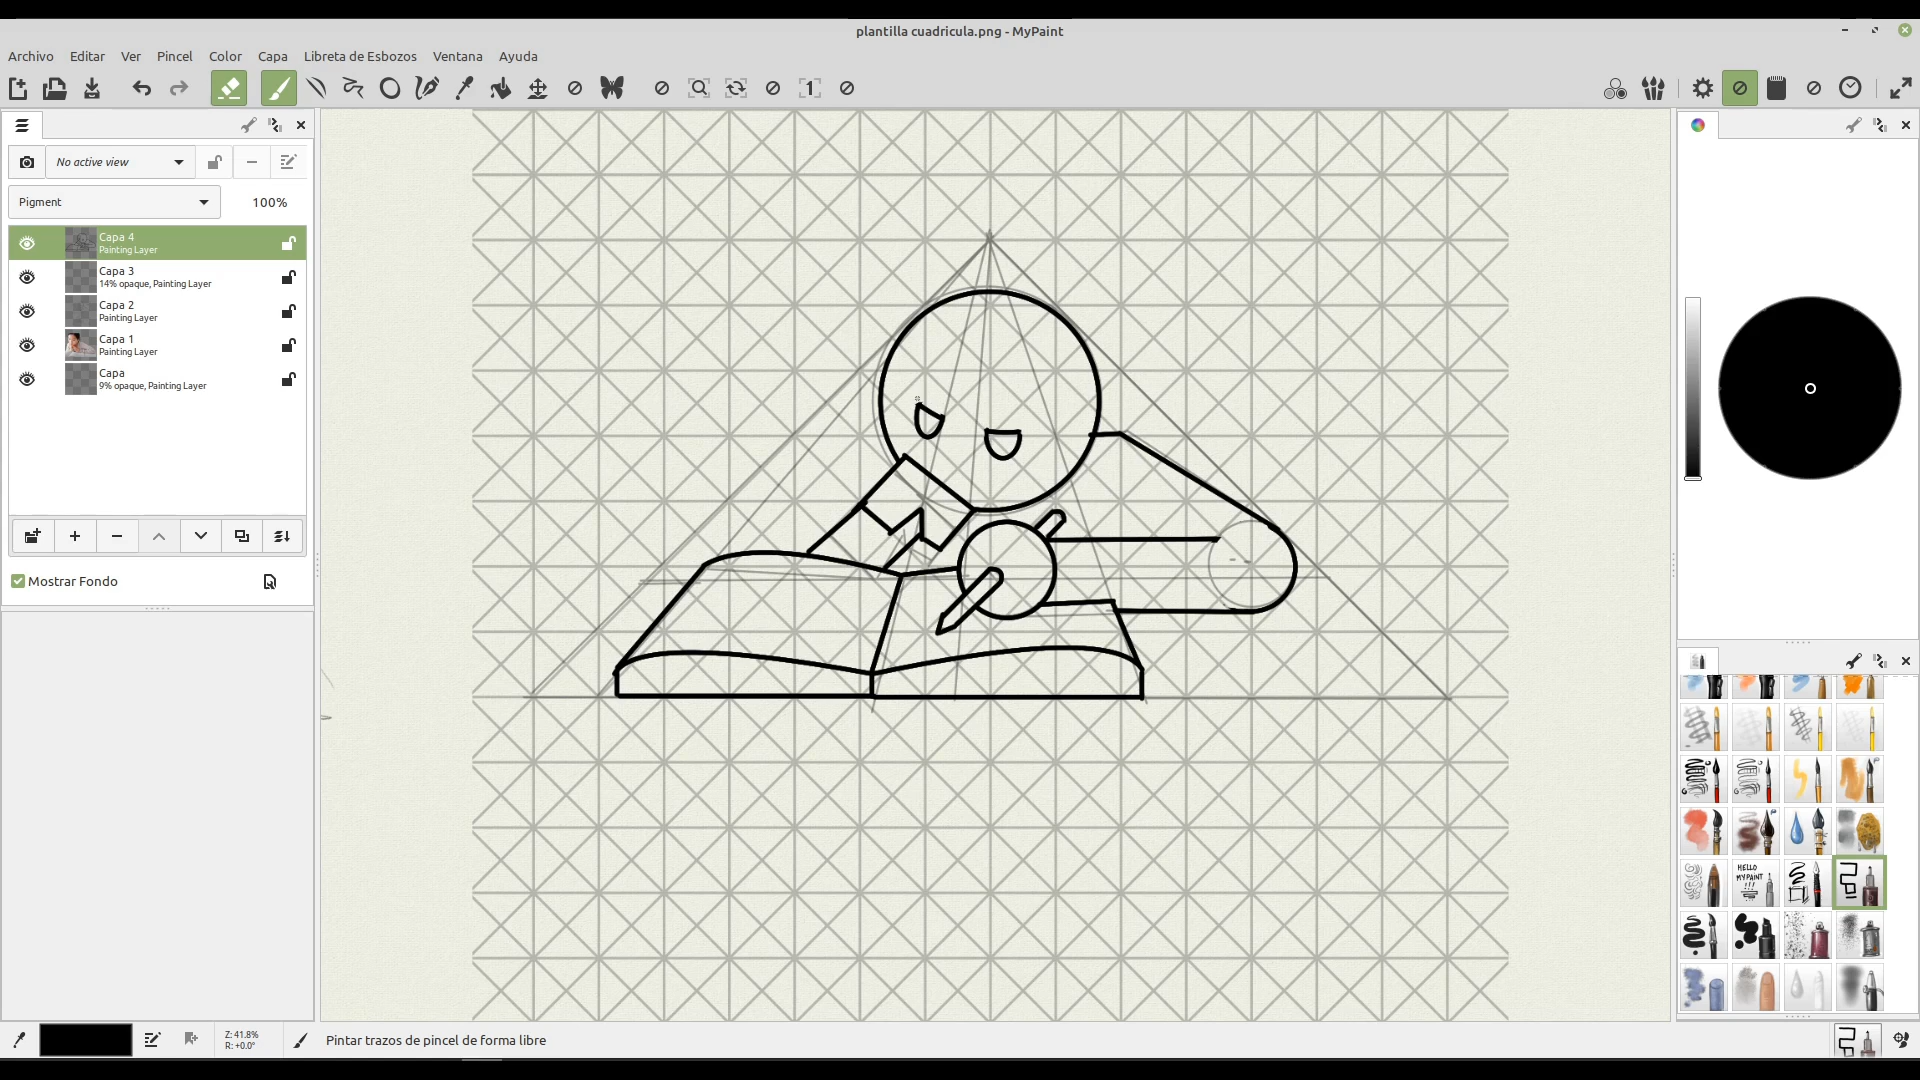 plantilla cuadricula.png - MyPaint
Archivo Editar Ver Pincel Color Capa Libreta de Esbozos Ventana Ayuda
1
No active view
Pigment 100%
Capa 4
Painting Layer
Capa 3
14% opaque, Painting Layer
Capa 2
Painting Layer
Capa 1
Painting Layer
Capa
9% opaque, Painting Layer
Mostrar Fondo
HELLO
MYPAINT
!!!
Z: 41.8%
R: +0.0°
Pintar trazos de pincel de forma libre